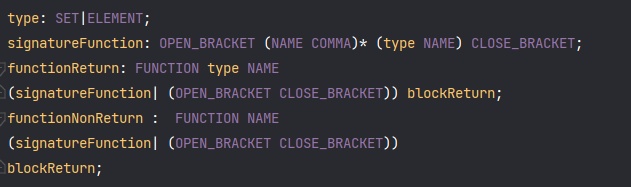 type: SET|ELEMENT;
signatureFunction: OPEN_BRACKET (NAME COMMA)* (type NAME) CLOSE_BRACKET;
functionReturn: FUNCTION type NAME
(signatureFunction| (OPEN_BRACKET CLOSE_BRACKET)) blockReturn;
functionNonReturn :  FUNCTION NAME
(signatureFunction| (OPEN_BRACKET CLOSE_BRACKET))
blockReturn;